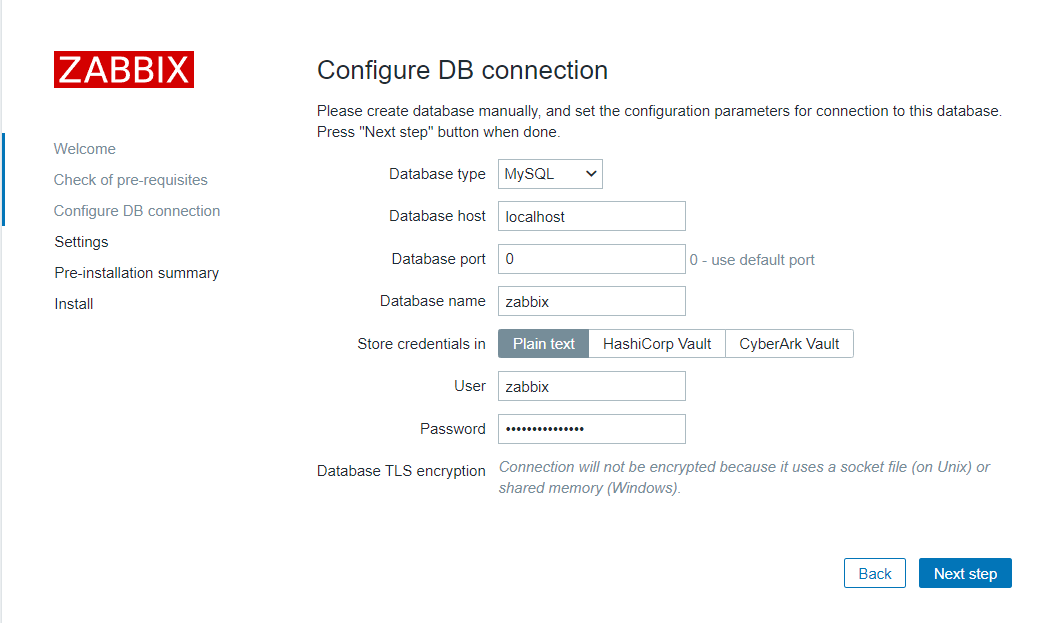 ZABBIX
Welcome
Check of pre-requisites
Configure DB connection
Settings
Pre-installation summary
Install
Configure DB connection
Please create database manually, and set the configuration parameters for connection to this database.
Press "Next step" button when done.
Database type MySQL
Database host localhost
Database port 0 0 - use default port
Database name zabbix
Store credentials in Plain text HashiCorp Vault CyberArk Vault
User zabbix
Password •••••••••••••••
Database TLS encryption Connection will not be encrypted because it uses a socket file (on Unix) or
shared memory (Windows).
Back Next step